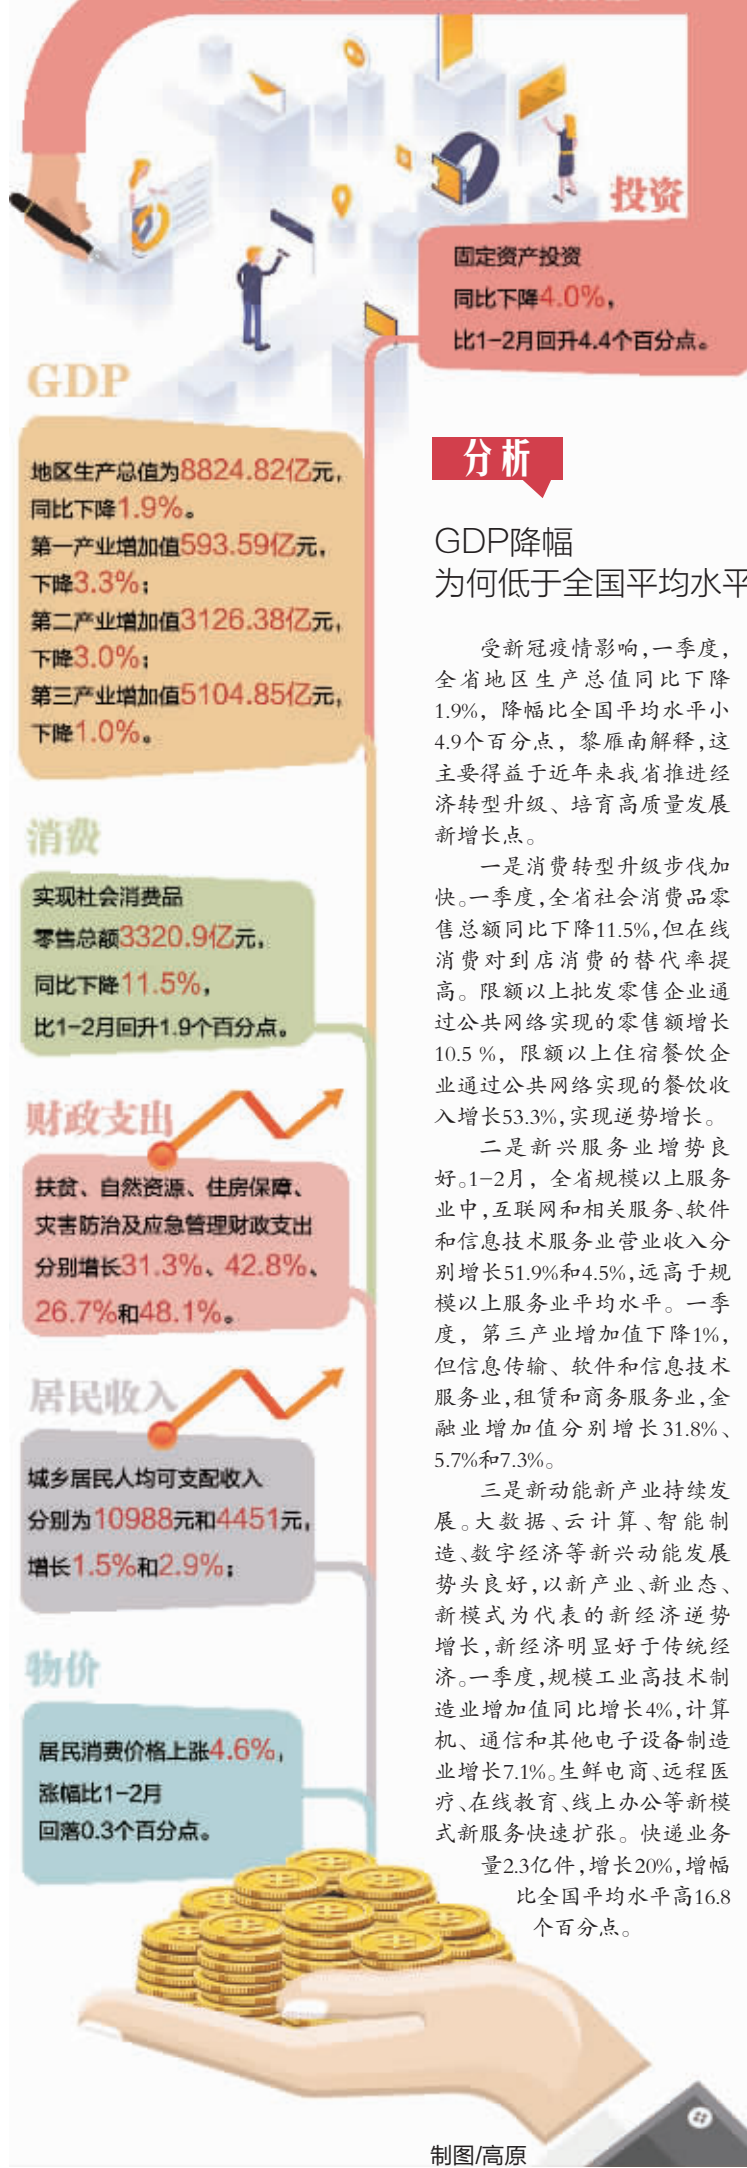 投资
固定资产投资
同比下降4.0%，
比1-2月回升4.4个百分点。
GDP
地区生产总值为8824.82亿元，
同比下降1.9%。
第一产业增加值593.59亿元，
下降3.3%；
第二产业增加值3126.38亿元，
下降3.0%；
第三产业增加值5104.85亿元，
下降1.0%。
消费
实现社会消费品
零售总额3320.9亿元，
同比下降11.5%，
比1-2月回升1.9个百分点。
财政支出
扶贫、自然资源、住房保障、
灾害防治及应急管理财政支出
分别增长31.3%、42.8%、
26.7%和48.1%。
居民收入
城乡居民人均可支配收入
分别为10988元和4451元，
增长1.5%和2.9%；
物价
居民消费价格上涨4.6%，
涨幅比1-2月
回落0.3个百分点。
分析
GDP降幅
为何低于全国平均水平
受新冠疫情影响，一季度，
全省地区生产总值同比下降
1.9%，降幅比全国平均水平小
4.9个百分点，黎雁南解释，这
主要得益于近年来我省推进经
济转型升级、培育高质量发展
新增长点。
一是消费转型升级步伐加
快。一季度，全省社会消费品零
售总额同比下降11.5%，但在线
消费对到店消费的替代率提
高。限额以上批发零售企业通
过公共网络实现的零售额增长
10.5 %，限额以上住宿餐饮企
业通过公共网络实现的餐饮收
入增长53.3%，实现逆势增长。
二是新兴服务业增势良
好。1-2月，全省规模以上服务
业中，互联网和相关服务、软件
和信息技术服务业营业收入分
别增长51.9%和4.5%，远高于规
模以上服务业平均水平。一季
度，第三产业增加值下降1%，
但信息传输、软件和信息技术
服务业，租赁和商务服务业，金
融业增加值分别增长31.8%、
5.7%和7.3%。
三是新动能新产业持续发
展。大数据、云计算、智能制
造、数字经济等新兴动能发展
势头良好，以新产业、新业态、
新模式为代表的新经济逆势
增长，新经济明显好于传统经
济。一季度，规模工业高技术制
造业增加值同比增长4%，计算
机、通信和其他电子设备制造
业增长7.1%。生鲜电商、远程医
疗、在线教育、线上办公等新模
式新服务快速扩张。快递业务
量2.3亿件，增长20%，增幅
比全国平均水平高16.8
个百分点。
制图/高原